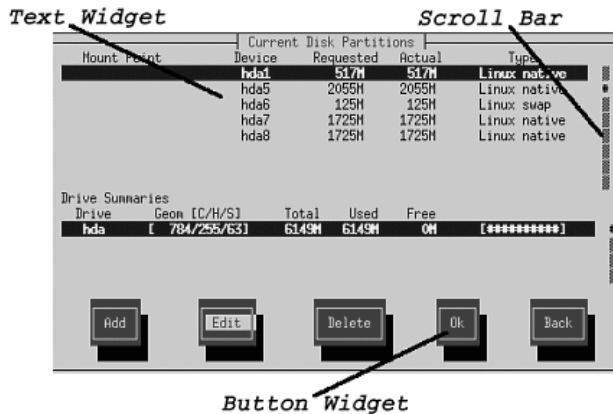 Text Widget Scroll Bar
Current Disk Partitions
Mount Point Device Requested Actual Type
hda1 517M 517M Linux native
hda5 2055M 2055M Linux native
hda6 125M 125M Linux swap
hda7 1725M 1725M Linux native
hda8 1725M 1725M Linux native
Drive Summaries
Drive Geom [C/H/S] Total Used Free
hda [ 784/255/63] 6149M 6149M 0M [##########]
Add Edit Delete Ok Back
Button Widget